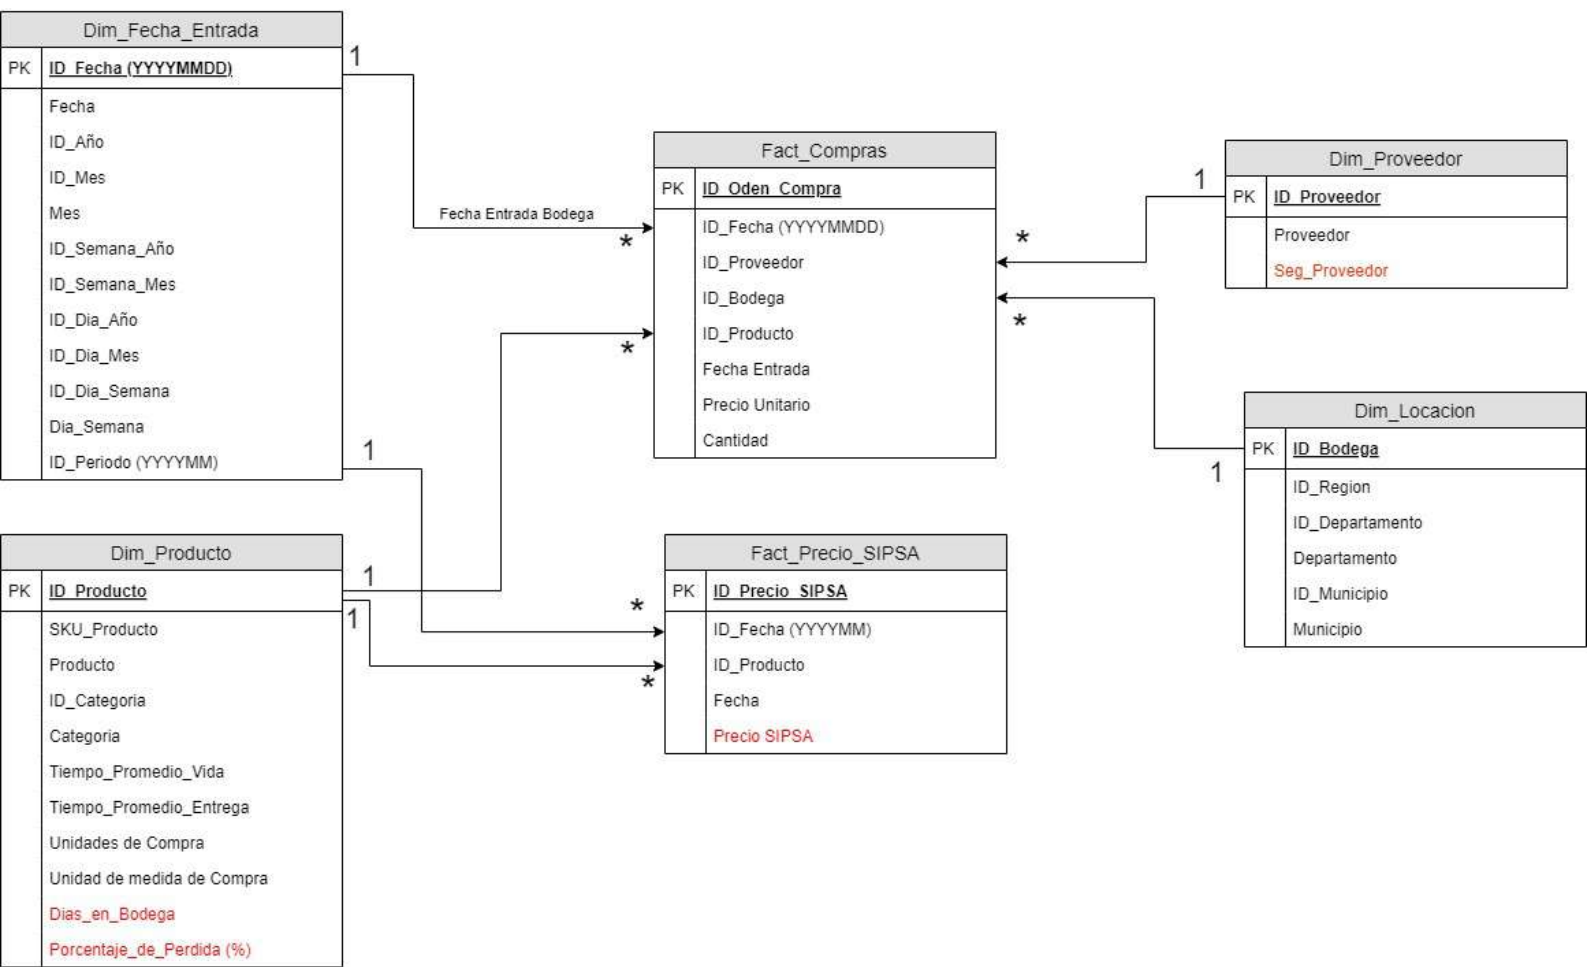 Dim_Fecha_Entrada
PK ID_Fecha (YYYYMMDD)
Fecha
ID_Año
ID_Mes
Mes
ID_Semana_Año
ID_Semana_Mes
ID_Dia_Año
ID_Dia_Mes
ID_Dia_Semana
Dia_Semana
ID_Periodo (YYYYMM)
1
1
Fecha Entrada Bodega
*
Fact_Compras
PK ID_Oden_Compra
ID_Fecha (YYYYMMDD)
ID_Proveedor
ID_Bodega
ID_Producto
Fecha Entrada
Precio Unitario
Cantidad
*
*
*
1
Dim_Proveedor
PK ID_Proveedor
Proveedor
Seg_Proveedor
1
Dim_Locacion
PK ID_Bodega
ID_Region
ID_Departamento
Departamento
ID_Municipio
Municipio
Dim_Producto
PK ID_Producto
SKU_Producto
Producto
ID_Categoria
Categoria
Tiempo_Promedio_Vida
Tiempo_Promedio_Entrega
Unidades de Compra
Unidad de medida de Compra
Dias_en_Bodega
Porcentaje_de_Perdida (%)
1
1
*
*
Fact_Precio_SIPSA
PK ID_Precio_SIPSA
ID_Fecha (YYYYMM)
ID_Producto
Fecha
Precio SIPSA